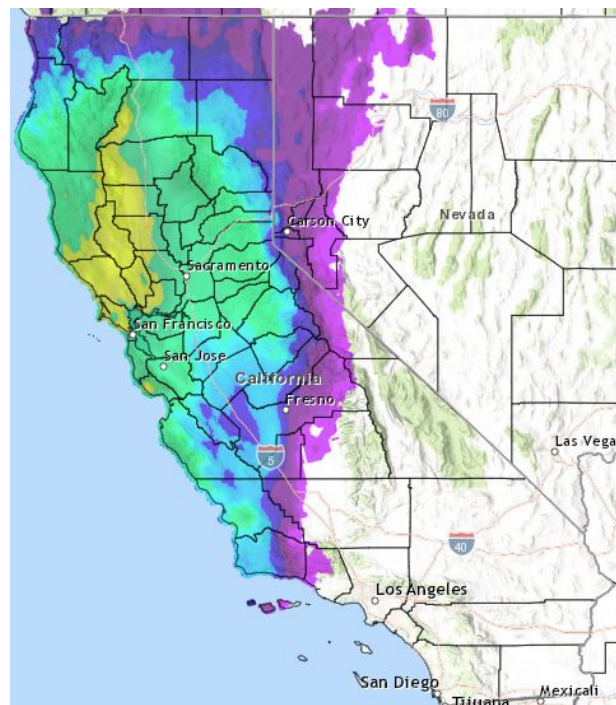 80
Carson City
Nevada
Sacramento
San Francisco
San Jose
California
Fresno
5
Las Vega
40
Los Angeles
San Diego
Tijuana
Mexicali